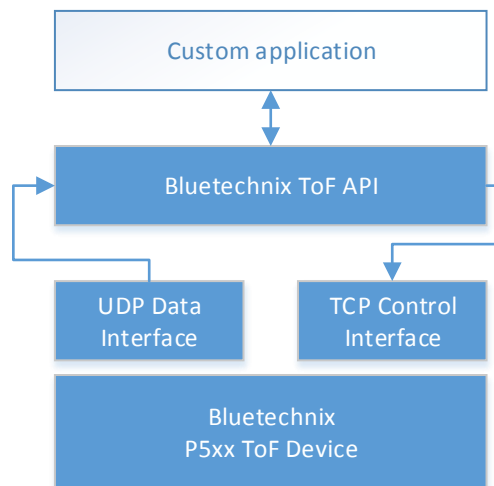 Custom application
Bluetechnix ToF API
UDP Data
Interface
TCP Control
Interface
Bluetechnix
P5xx ToF Device